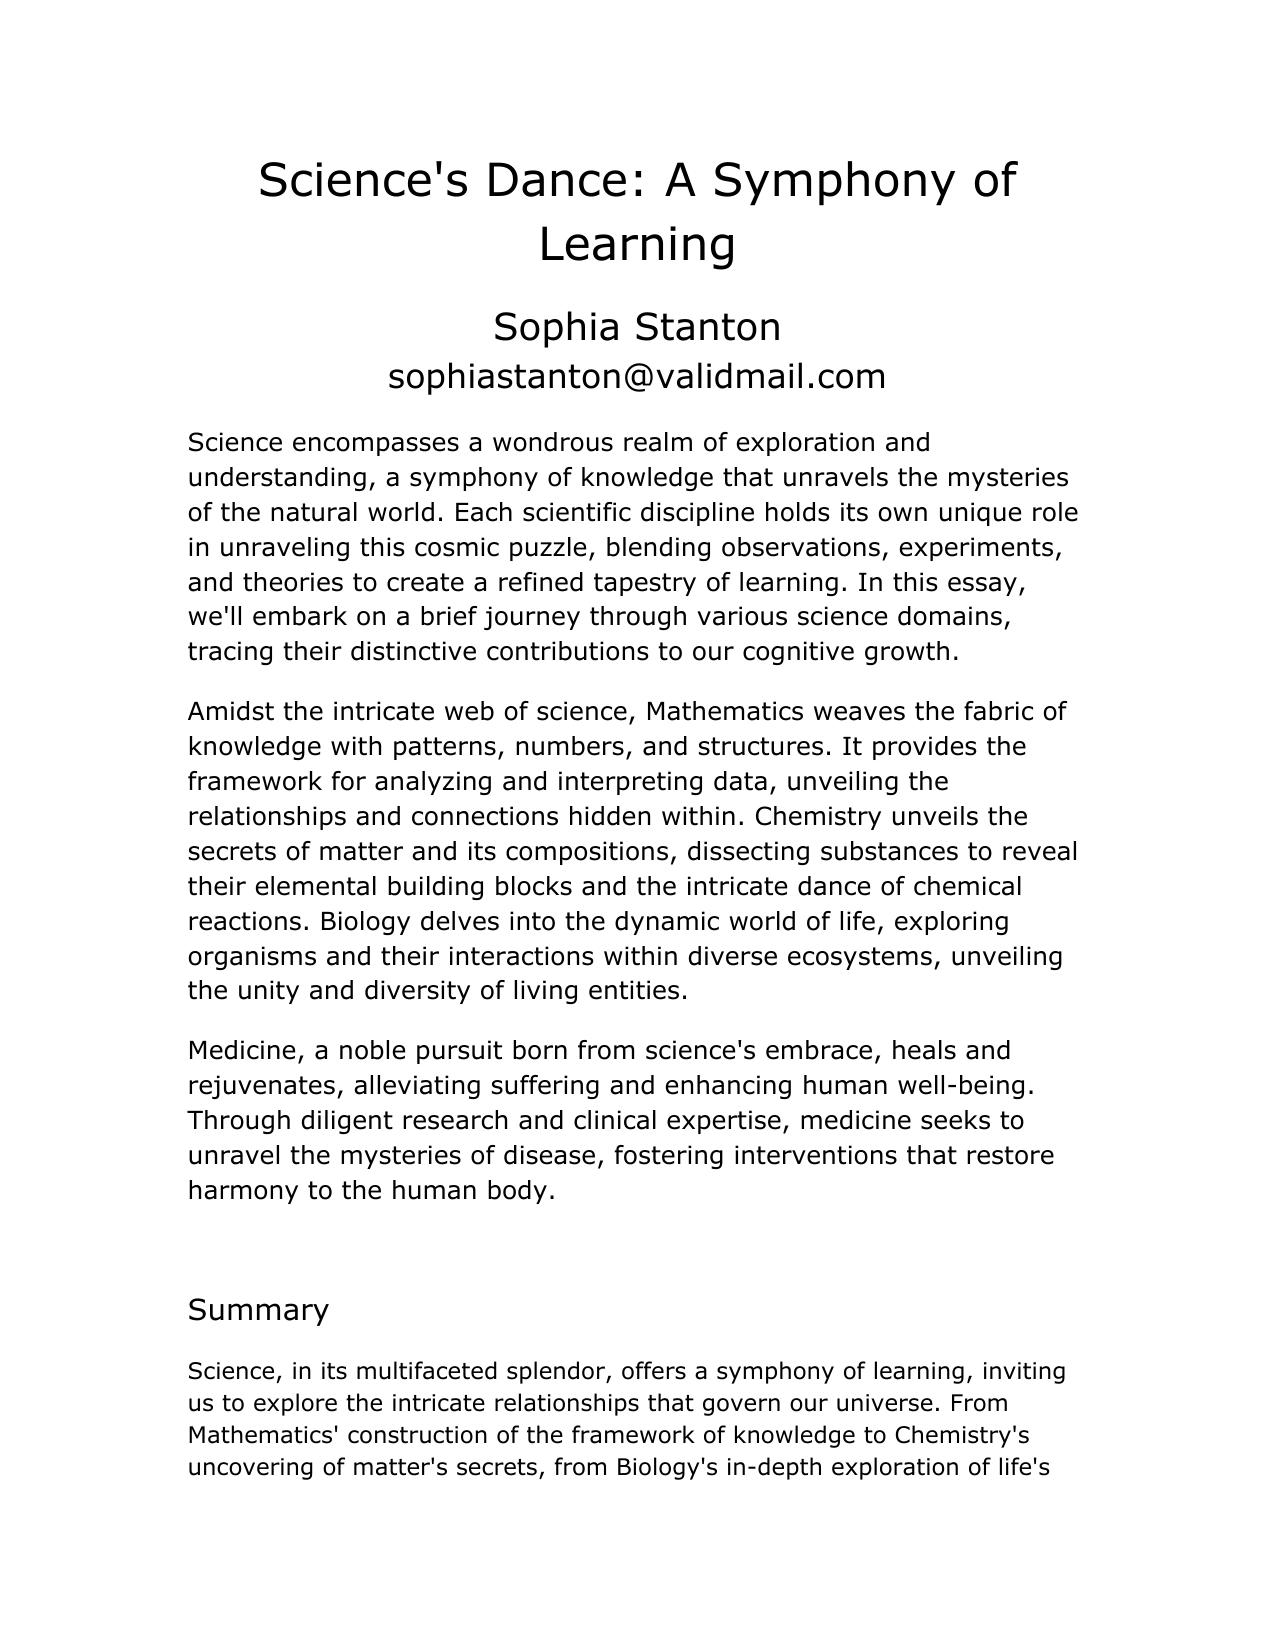 Science's Dance: A Symphony of
Learning
Sophia Stanton
sophiastanton@validmail.com
Science encompasses a wondrous realm of exploration and
understanding, a symphony of knowledge that unravels the mysteries
of the natural world. Each scientific discipline holds its own unique role
in unraveling this cosmic puzzle, blending observations, experiments,
and theories to create a refined tapestry of learning. In this essay,
we'll embark on a brief journey through various science domains,
tracing their distinctive contributions to our cognitive growth.
Amidst the intricate web of science, Mathematics weaves the fabric of
knowledge with patterns, numbers, and structures. It provides the
framework for analyzing and interpreting data, unveiling the
relationships and connections hidden within. Chemistry unveils the
secrets of matter and its compositions, dissecting substances to reveal
their elemental building blocks and the intricate dance of chemical
reactions. Biology delves into the dynamic world of life, exploring
organisms and their interactions within diverse ecosystems, unveiling
the unity and diversity of living entities.
Medicine, a noble pursuit born from science's embrace, heals and
rejuvenates, alleviating suffering and enhancing human well-being.
Through diligent research and clinical expertise, medicine seeks to
unravel the mysteries of disease, fostering interventions that restore
harmony to the human body.
Summary
Science, in its multifaceted splendor, offers a symphony of learning, inviting
us to explore the intricate relationships that govern our universe. From
Mathematics' construction of the framework of knowledge to Chemistry's
uncovering of matter's secrets, from Biology's in-depth exploration of life's